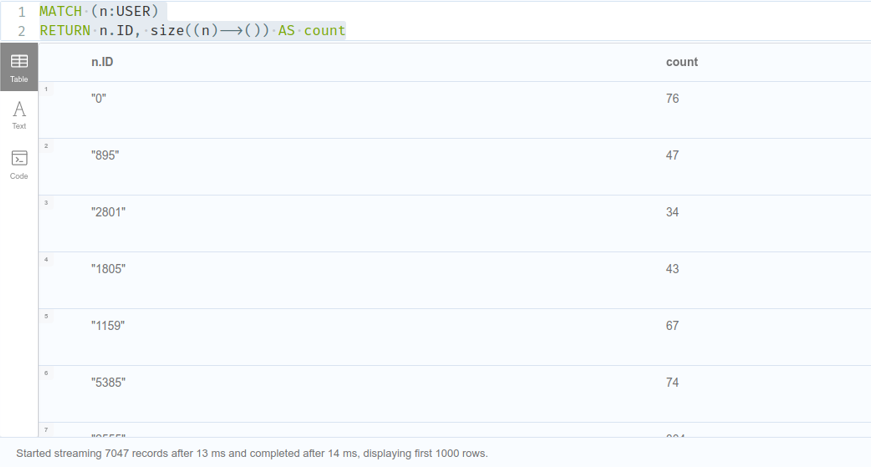 1 MATCH (n:USER)
2 RETURN n.ID, size((n)-->()) AS count
Table
Text
Code
n.ID count
1 "0" 76
2 "895" 47
3 "2801" 34
4 "1805" 43
5 "1159" 67
6 "5385" 74
7
Started streaming 7047 records after 13 ms and completed after 14 ms, displaying first 1000 rows.